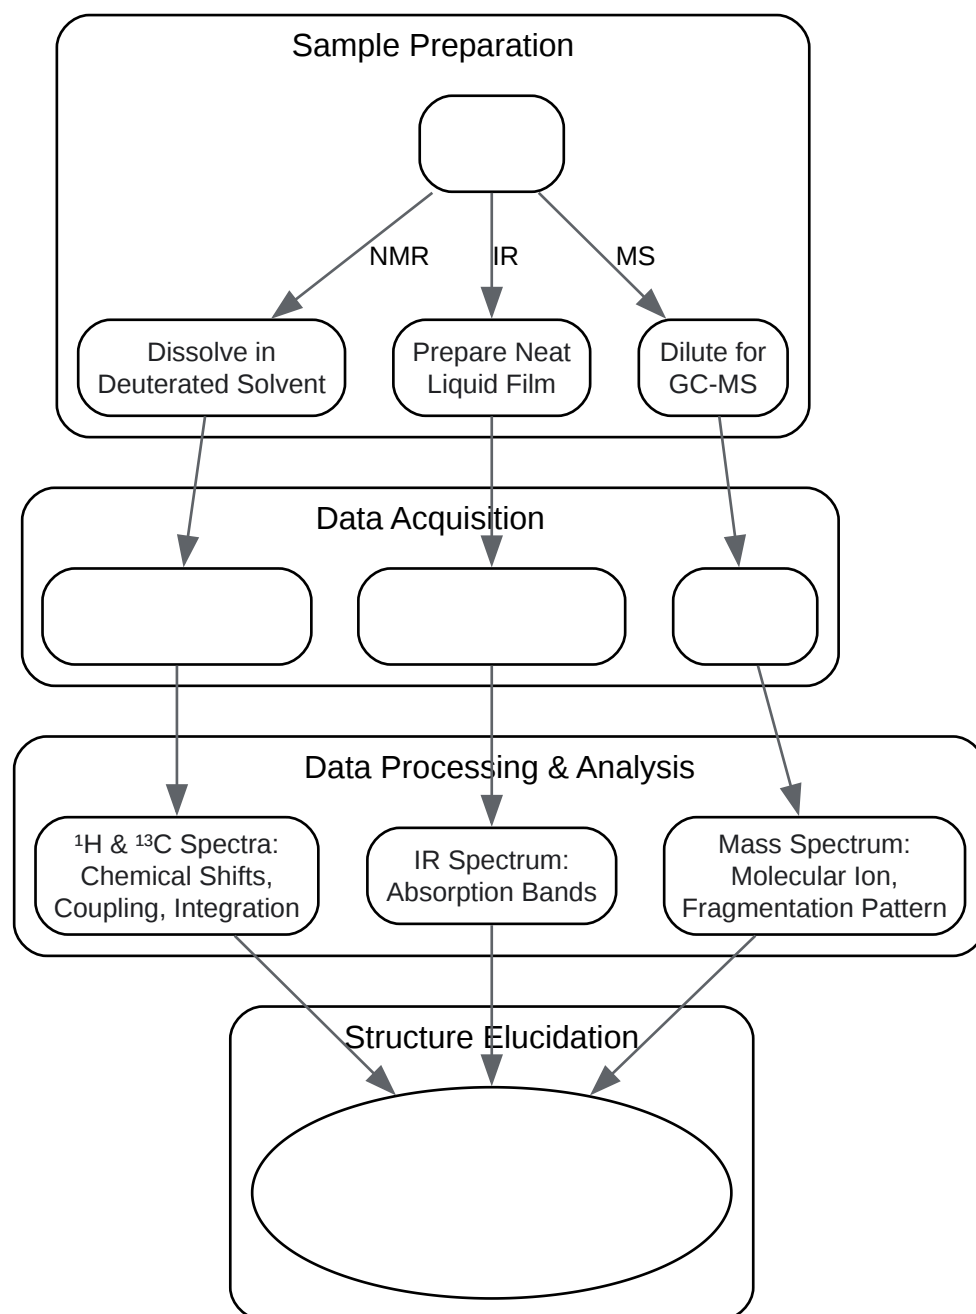 Sample Preparation
NMR
IR
MS
Dissolve in
Deuterated Solvent
Prepare Neat
Liquid Film
Dilute for
GC-MS
Data Acquisition
Data Processing & Analysis
¹H & ¹³C Spectra:
Chemical Shifts,
Coupling, Integration
IR Spectrum:
Absorption Bands
Mass Spectrum:
Molecular Ion,
Fragmentation Pattern
Structure Elucidation